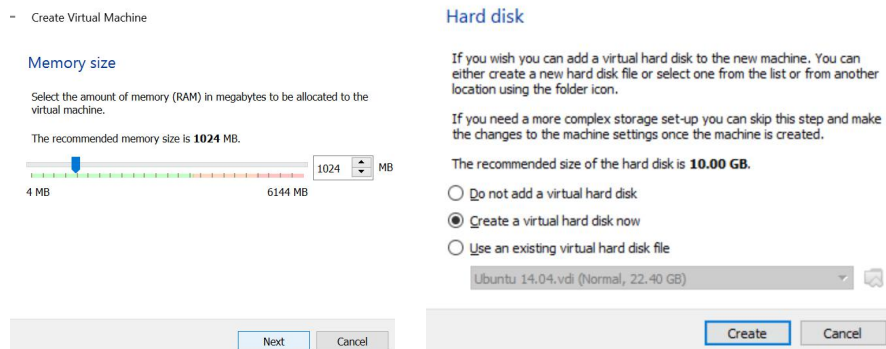 Create Virtual Machine
Memory size
Select the amount of memory (RAM) in megabytes to be allocated to the
virtual machine.
The recommended memory size is 1024 MB.
1024 MB
4 MB 6144 MB
Next Cancel
Hard disk
If you wish you can add a virtual hard disk to the new machine. You can
either create a new hard disk file or select one from the list or from another
location using the folder icon.
If you need a more complex storage set-up you can skip this step and make
the changes to the machine settings once the machine is created.
The recommended size of the hard disk is 10.00 GB.
Do not add a virtual hard disk
Create a virtual hard disk now
Use an existing virtual hard disk file
Ubuntu 14.04.vdi (Normal, 22.40 GB)
Create Cancel